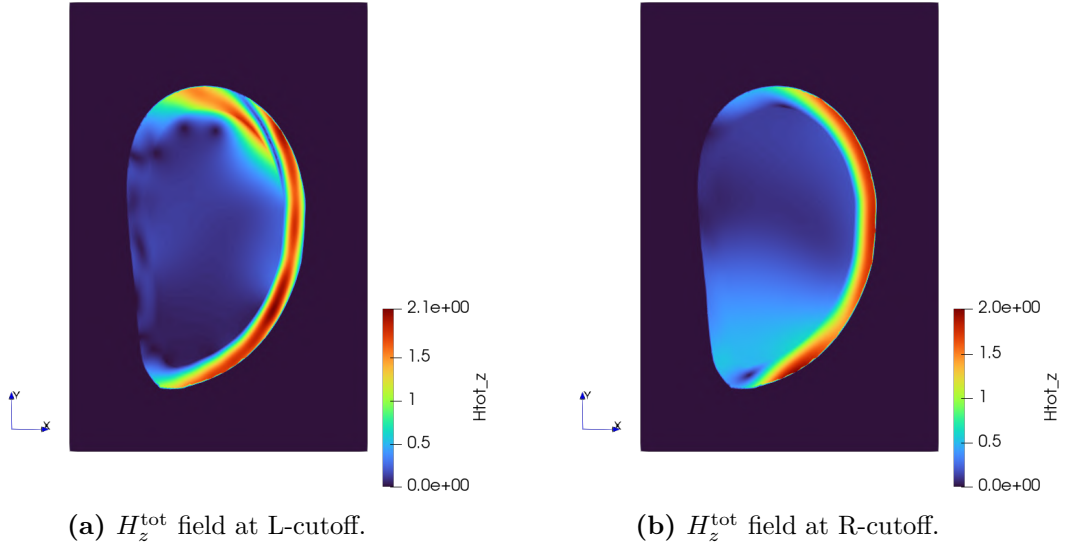 2.1e+00
1.5
1
0.5
0.0e+00
Htot_z
Y
X
2.0e+00
1.5
1
0.5
0.0e+00
Htot_z
Y
X
(a) H_z^tot field at L-cutoff.
(b) H_z^tot field at R-cutoff.